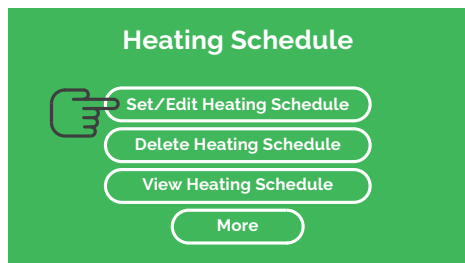 Heating Schedule
Set/Edit Heating Schedule
Delete Heating Schedule
View Heating Schedule
More